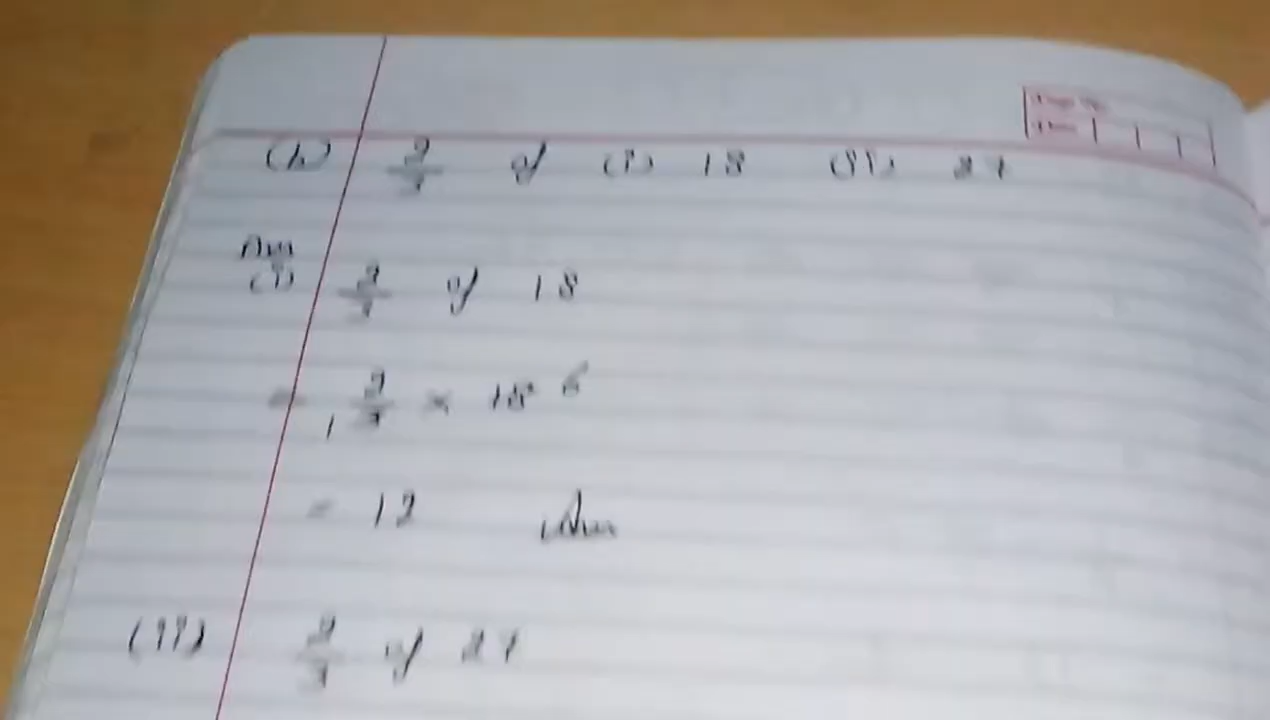 (b) 2/3 of (i) 18 (ii) 27
Ans
(i) 2/3 of 18
= 1 2/3 × 18 6
= 12 Ans
(ii) 2/3 of 27